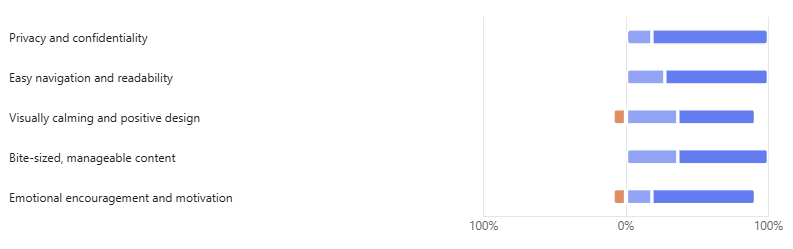 Privacy and confidentiality
Easy navigation and readability
Visually calming and positive design
Bite-sized, manageable content
Emotional encouragement and motivation
100% 0% 100%